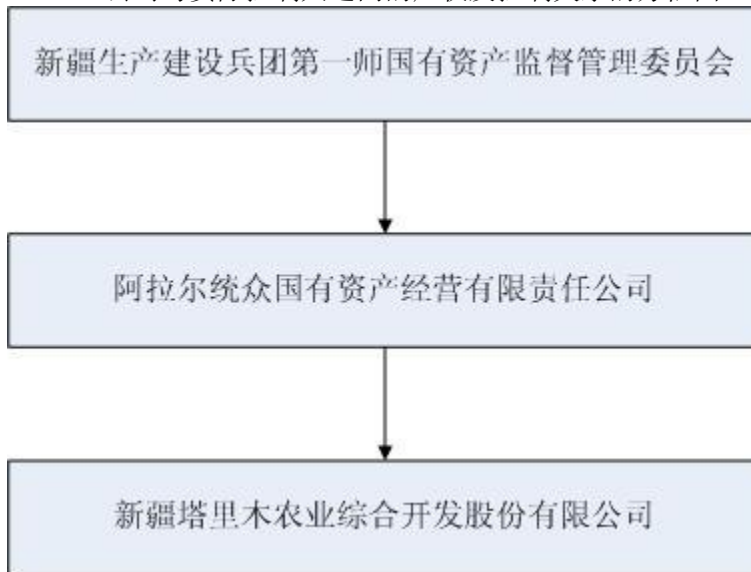 新疆生产建设兵团第一师国有资产监督管理委员会
阿拉尔统众国有资产经营有限责任公司
新疆塔里木农业综合开发股份有限公司